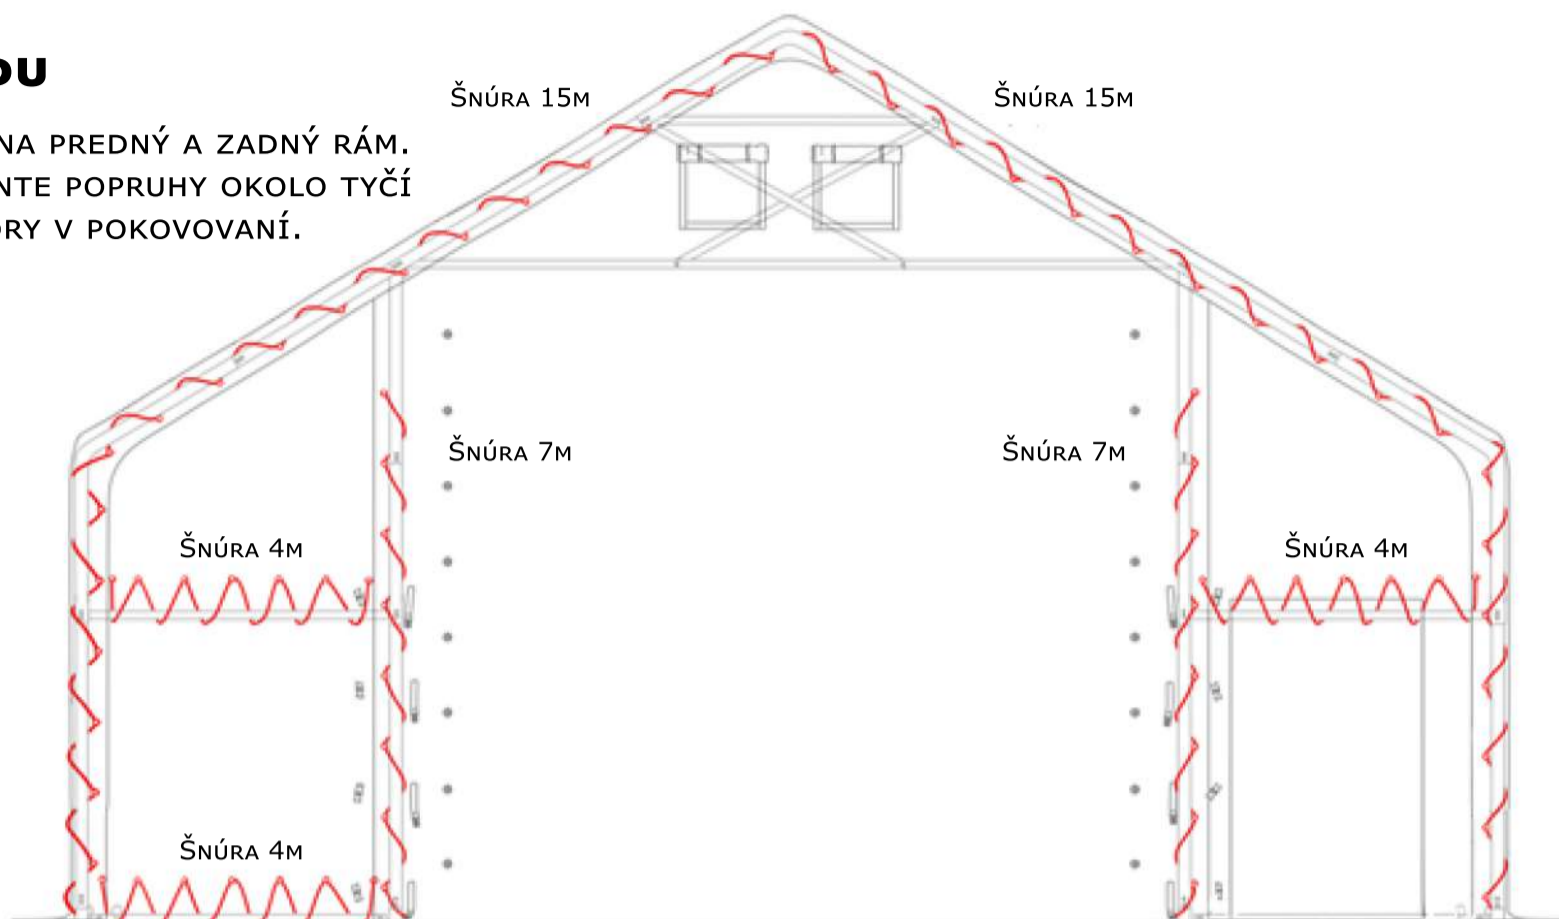 OU
NA PREDNÝ A ZADNÝ RÁM.
NTE POPRUHY OKOLO TYČÍ
ORY V POKOVOVANÍ.
ŠNÚRA 15M
ŠNÚRA 15M
ŠNÚRA 7M
ŠNÚRA 7M
ŠNÚRA 4M
ŠNÚRA 4M
ŠNÚRA 4M